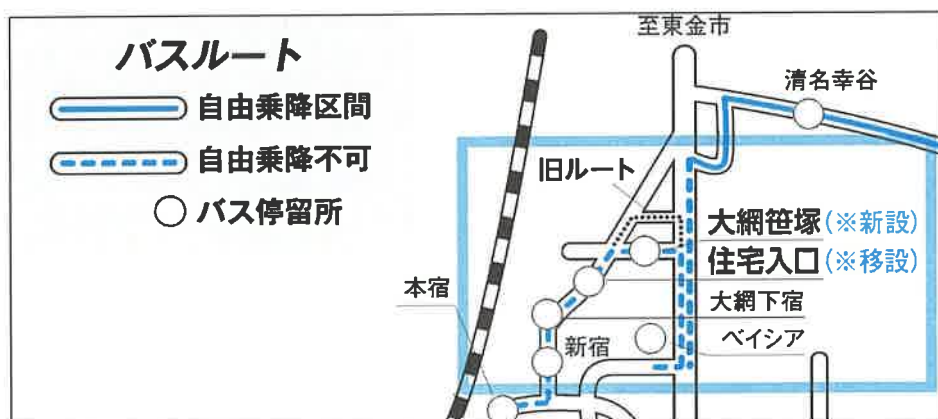 至東金市
バスルート
清名幸谷
自由乗降区間
自由乗降不可
旧ルート
バス停留所
大網笹塚(※新設)
住宅入口(※移設)
本宿
大網下宿
新宿
ベイシア